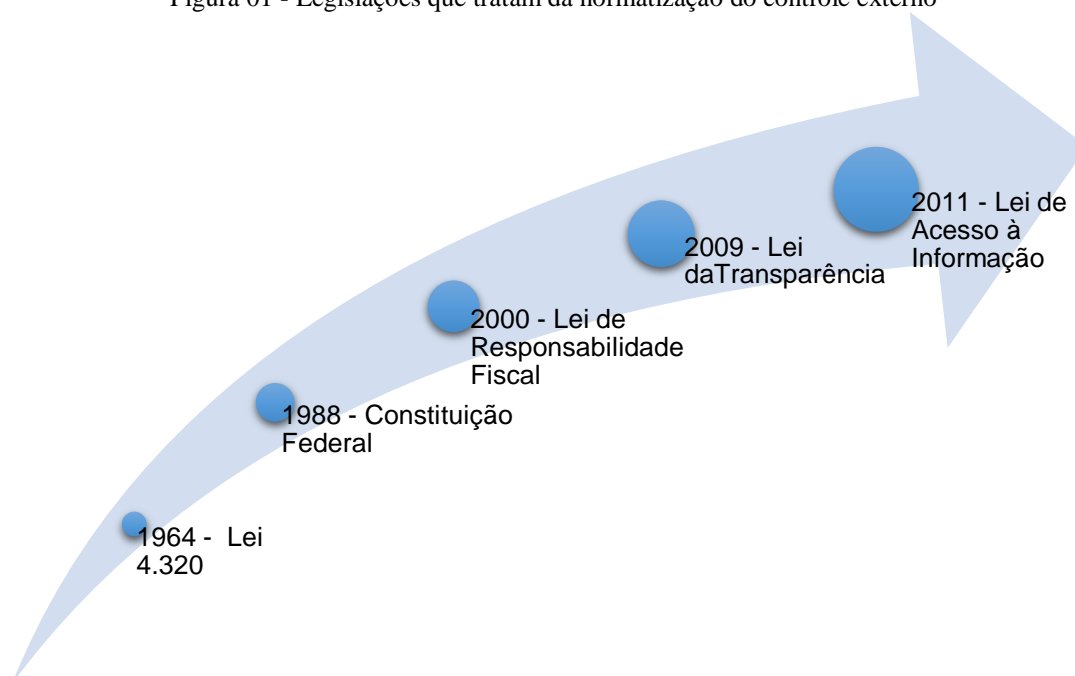 Figura 01 - Legislações que tratam da normatização do controle externo
1964 - Lei
4.320
1988 - Constituição
Federal
2000 - Lei de
Responsabilidade
Fiscal
2009 - Lei
daTransparência
2011 - Lei de
Acesso à
Informação